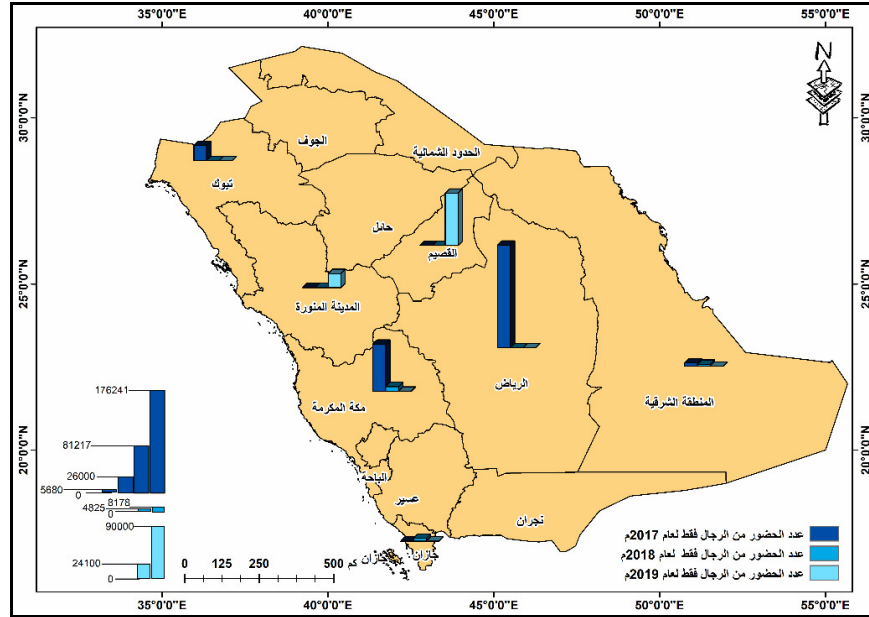 35°0'0"E 40°0'0"E 45°0'0"E 50°0'0"E 55°0'0"E
N
30°0'0"N
30°0'0"N
الجوف
الحدود الشمالية
تبوك
حائل
القصيم
25°0'0"N
25°0'0"N
المدينة المنورة
الرياض
المنطقة الشرقية
مكة المكرمة
176241
81217
26000
5680
0
8178
4825
0
90000
24100
0
20°0'0"N
20°0'0"N
الباحة
عسير
نجران
جازان
جازان
0 125 250 500 كم
عدد الحضور من الرجال فقط لعام 2017م
عدد الحضور من الرجال فقط لعام 2018م
عدد الحضور من الرجال فقط لعام 2019م
35°0'0"E 40°0'0"E 45°0'0"E 50°0'0"E 55°0'0"E